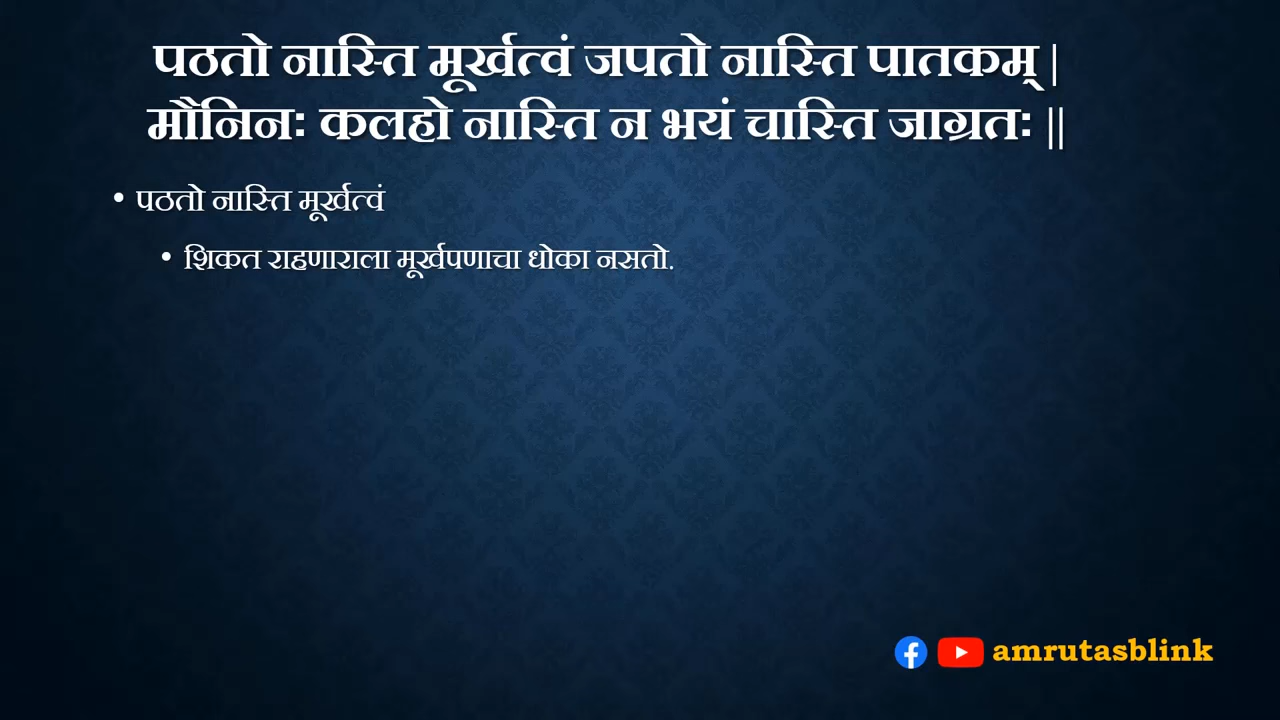 पठतो नास्ति मूर्खत्वं जपतो नास्ति पातकम् |
मौनिनः कलहो नास्ति न भयं चास्ति जाग्रतः ||
• पठतो नास्ति मूर्खत्वं
• शिकत राहणाराला मूर्खपणाचा धोका नसतो.
amrutasblink